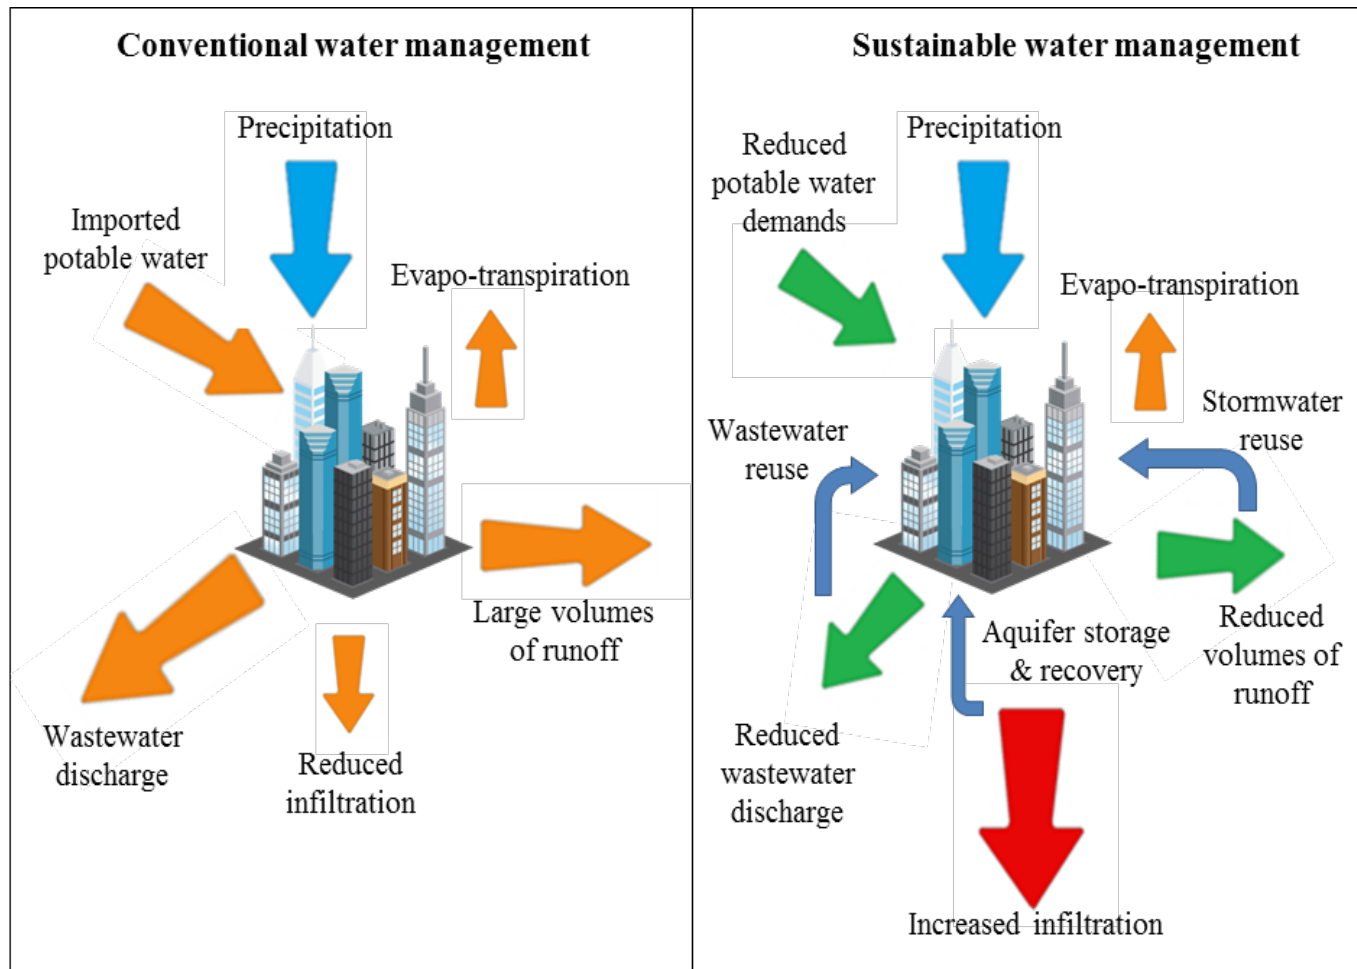 Conventional water management
Precipitation
Imported
potable water
Evapo-transpiration
Large volumes
of runoff
Wastewater
discharge
Reduced
infiltration
Sustainable water management
Precipitation
Reduced
potable water
demands
Evapo-transpiration
Stormwater
reuse
Wastewater
reuse
Aquifer storage
& recovery
Reduced
volumes of
runoff
Reduced
wastewater
discharge
Increased infiltration